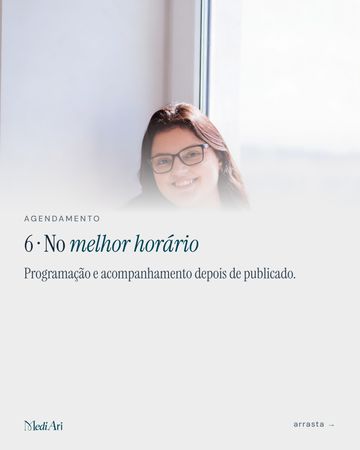 AGENDAMENTO
6 · No melhor horário
Programação e acompanhamento depois de publicado.
MediAri
arrasta →